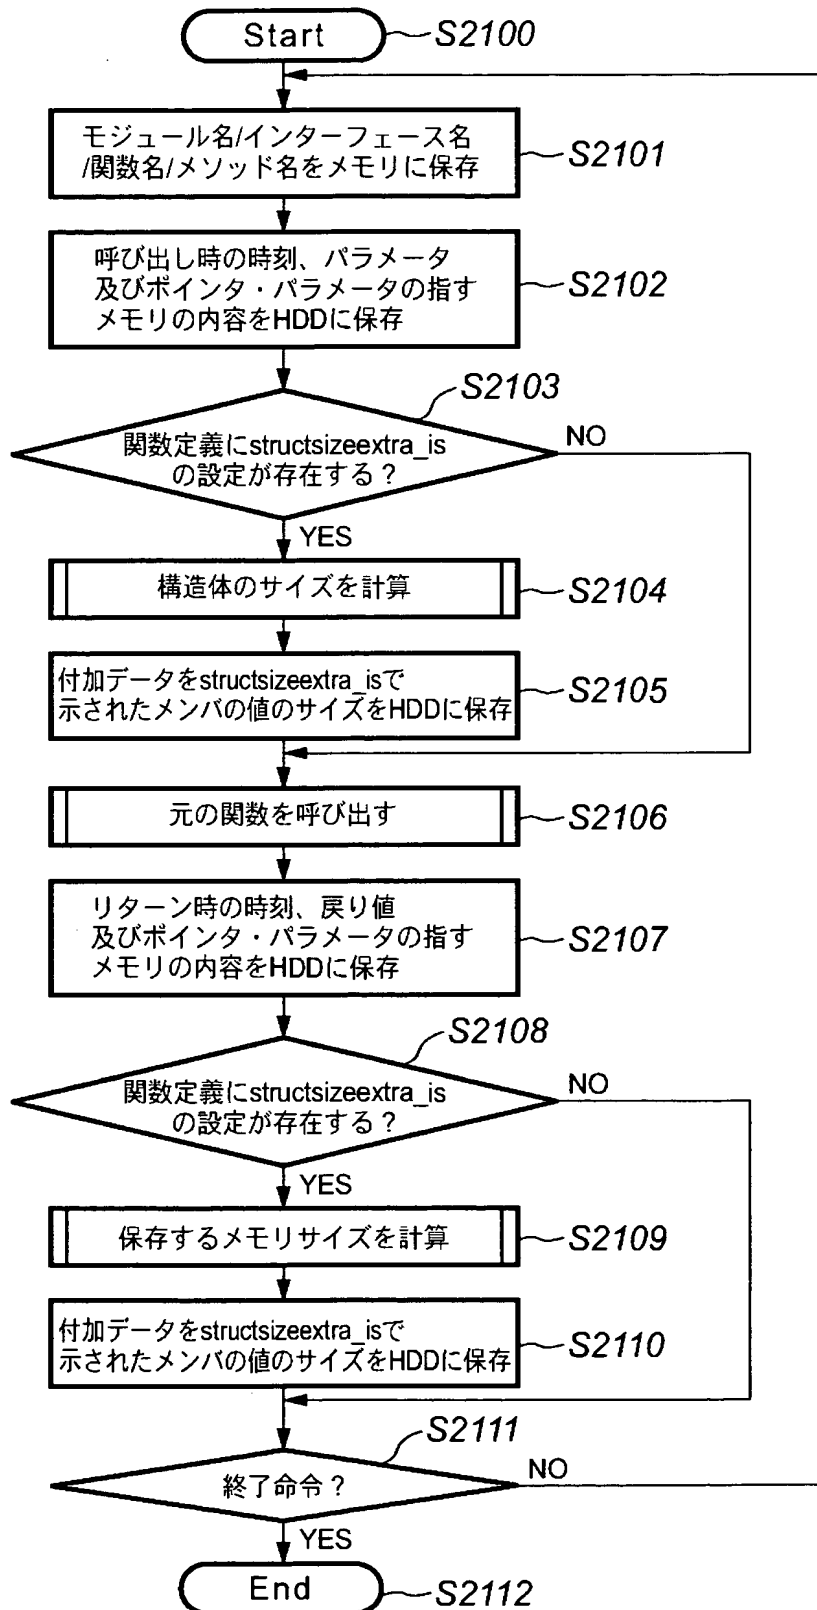 Start
S2100
モジュール名/インターフェース名
/関数名/メソッド名をメモリに保存
S2101
呼び出し時の時刻、パラメータ
及びポインタ・パラメータの指す
メモリの内容をHDDに保存
S2102
S2103
関数定義にstructsizeextra_is
の設定が存在する？
NO
YES
構造体のサイズを計算
S2104
付加データをstructsizeextra_isで
示されたメンバの値のサイズをHDDに保存
S2105
元の関数を呼び出す
S2106
リターン時の時刻、戻り値
及びポインタ・パラメータの指す
メモリの内容をHDDに保存
S2107
S2108
関数定義にstructsizeextra_is
の設定が存在する？
NO
YES
保存するメモリサイズを計算
S2109
付加データをstructsizeextra_isで
示されたメンバの値のサイズをHDDに保存
S2110
S2111
終了命令？
NO
YES
End
S2112